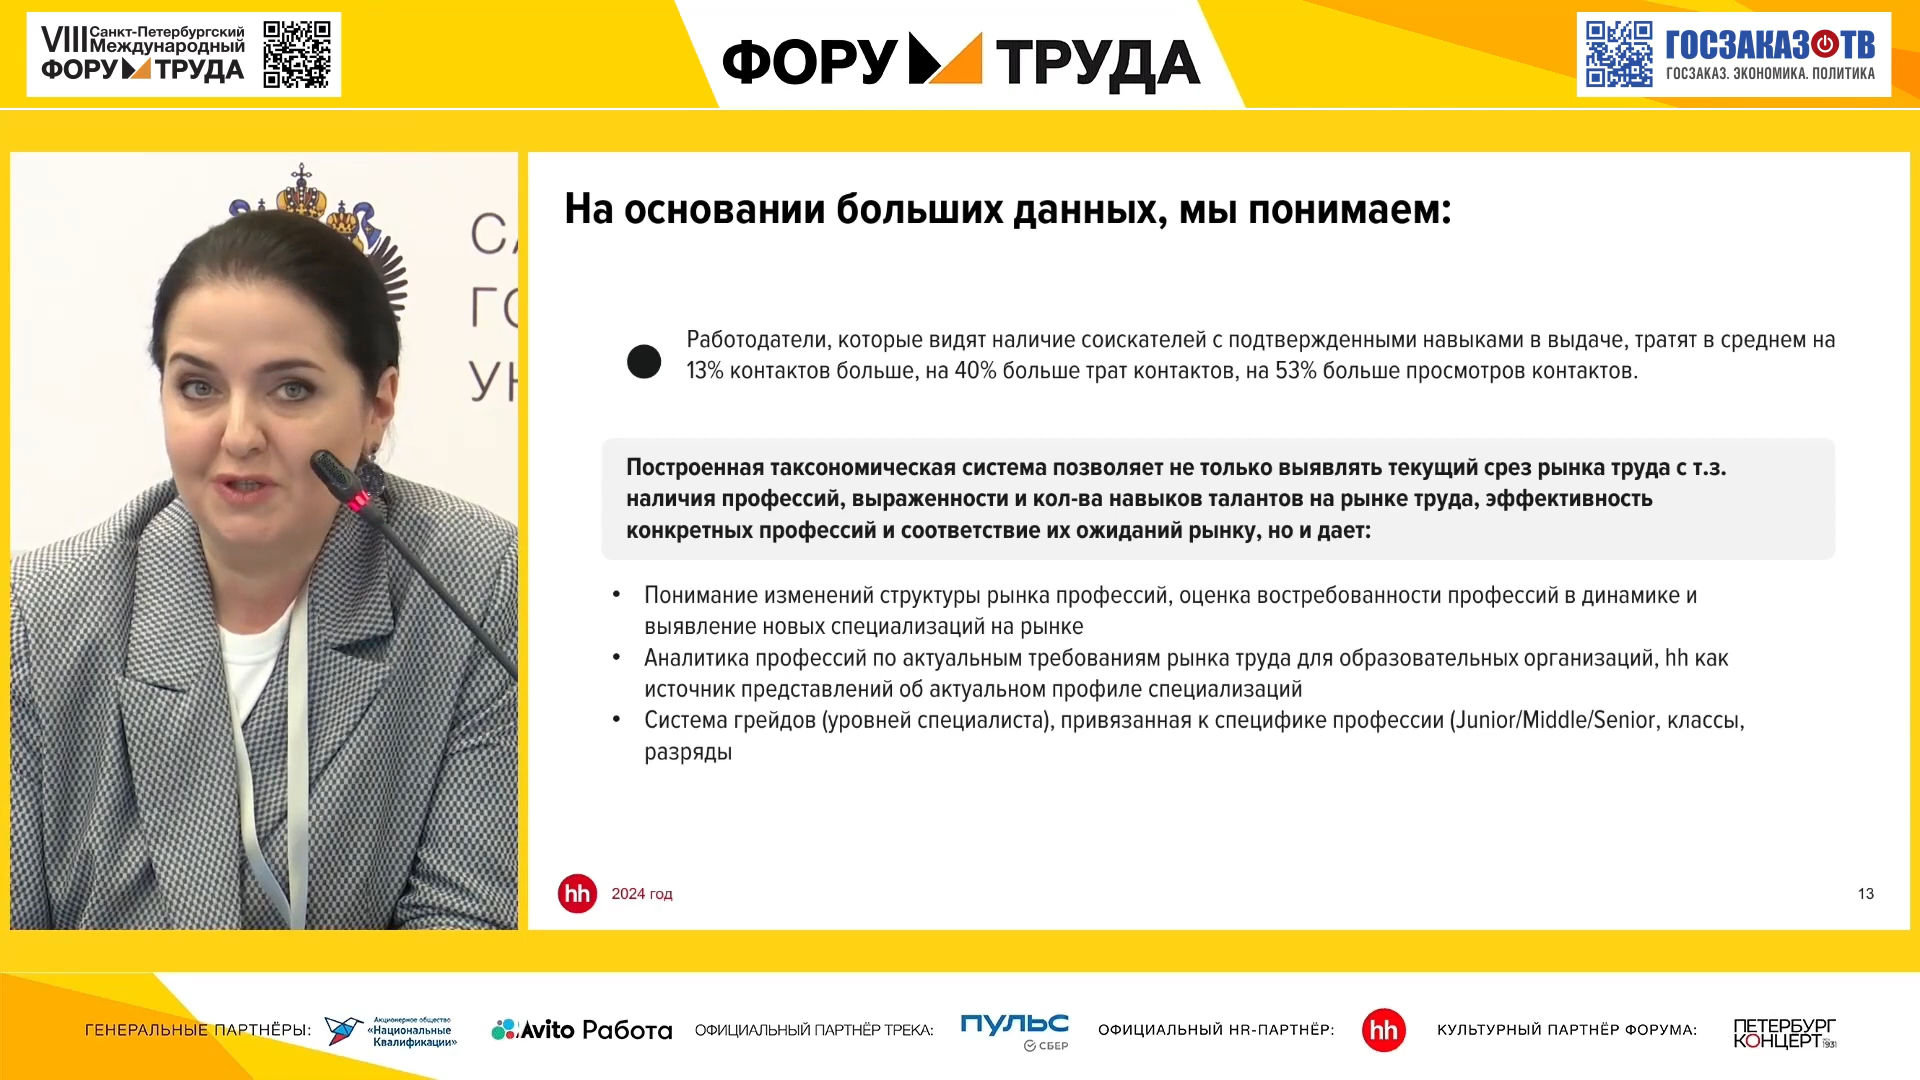 VIII Санкт-Петербургский
Международный
ФОРУМ ТРУДА
ФОРУМ ТРУДА
ГОСЗАКАЗ ТВ
ГОСЗАКАЗ. ЭКОНОМИКА. ПОЛИТИКА
СА
ГО
УН
На основании больших данных, мы понимаем:
Работодатели, которые видят наличие соискателей с подтвержденными навыками в выдаче, тратят в среднем на
13% контактов больше, на 40% больше трат контактов, на 53% больше просмотров контактов.
Построенная таксономическая система позволяет не только выявлять текущий срез рынка труда с т.з.
наличия профессий, выраженности и кол-ва навыков талантов на рынке труда, эффективность
конкретных профессий и соответствие их ожиданий рынку, но и дает:
• Понимание изменений структуры рынка профессий, оценка востребованности профессий в динамике и
выявление новых специализаций на рынке
• Аналитика профессий по актуальным требованиям рынка труда для образовательных организаций, hh как
источник представлений об актуальном профиле специализаций
• Система грейдов (уровней специалиста), привязанная к специфике профессии (Junior/Middle/Senior, классы,
разряды
hh 2024 год
13
ГЕНЕРАЛЬНЫЕ ПАРТНЁРЫ:
Акционерное общество
«Национальные
Квалификации»
Avito Работа
ОФИЦИАЛЬНЫЙ ПАРТНЁР ТРЕКА:
ПУЛЬС
СБЕР
ОФИЦИАЛЬНЫЙ HR-ПАРТНЁР:
hh
КУЛЬТУРНЫЙ ПАРТНЁР ФОРУМА:
ПЕТЕРБУРГ
КОНЦЕРТ 1931